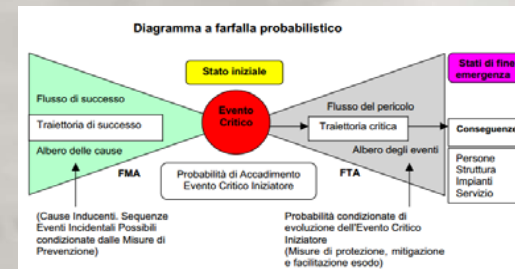 Diagramma a farfalla probabilistico
Stato iniziale
Stati di fine
emergenza
Flusso di successo
Traiettoria di successo
Albero delle cause
FMA
Evento
Critico
Probabilità di Accadimento
Evento Critico Iniziatore
Flusso del pericolo
Traiettoria critica
Albero degli eventi
FTA
Conseguenze
Persone
Struttura
Impianti
Servizio
(Cause Inducenti. Sequenze
Eventi Incidentali Possibili
condizionate dalle Misure di
Prevenzione)
Probabilità condizionate di
evoluzione dell'Evento Critico
Iniziatore
(Misure di protezione, mitigazione
e facilitazione esodo)